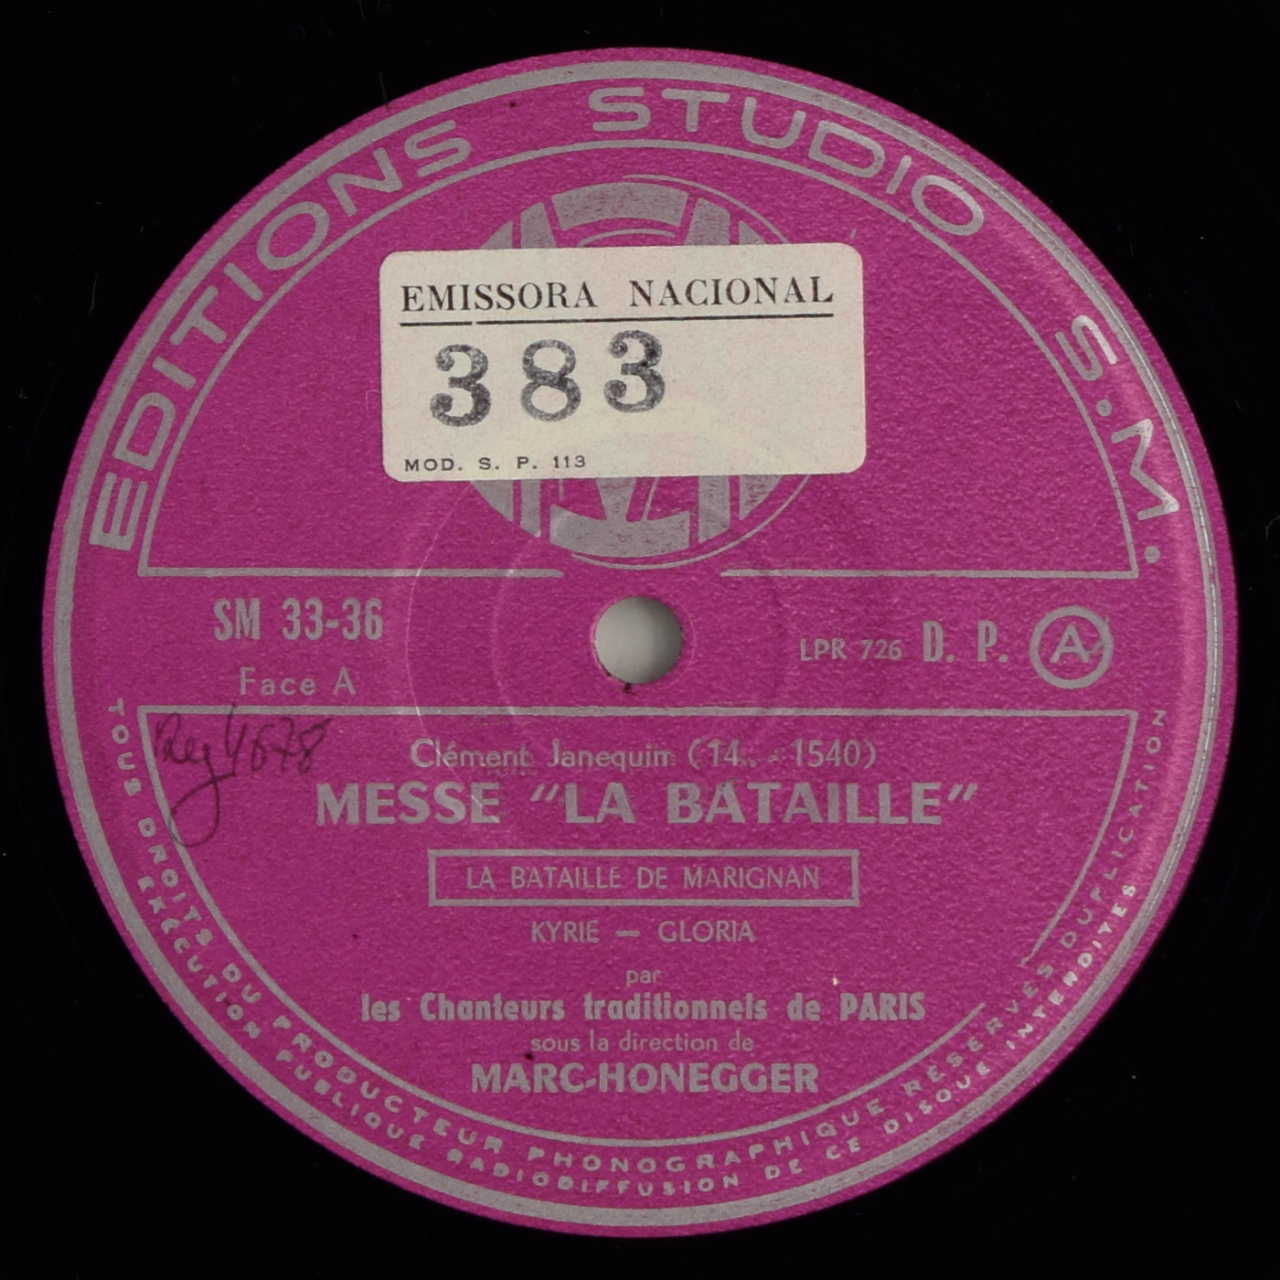 EDITIONS STUDIO S.M.
EMISSORA NACIONAL
383
MOD. S. P. 113
SM 33-36
Face A
LPR 726 D. P. A
Reg 4678
Clément Janequin (14.. - 1540)
MESSE "LA BATAILLE"
LA BATAILLE DE MARIGNAN
KYRIE — GLORIA
par
les Chanteurs traditionnels de PARIS
sous la direction de
MARC-HONEGGER
TOUS DROITS DU PRODUCTEUR PHONOGRAPHIQUE RÉSERVÉS DUPLICATION
EXÉCUTION PUBLIQUE RADIODIFFUSION DE CE DISQUE INTERDITES